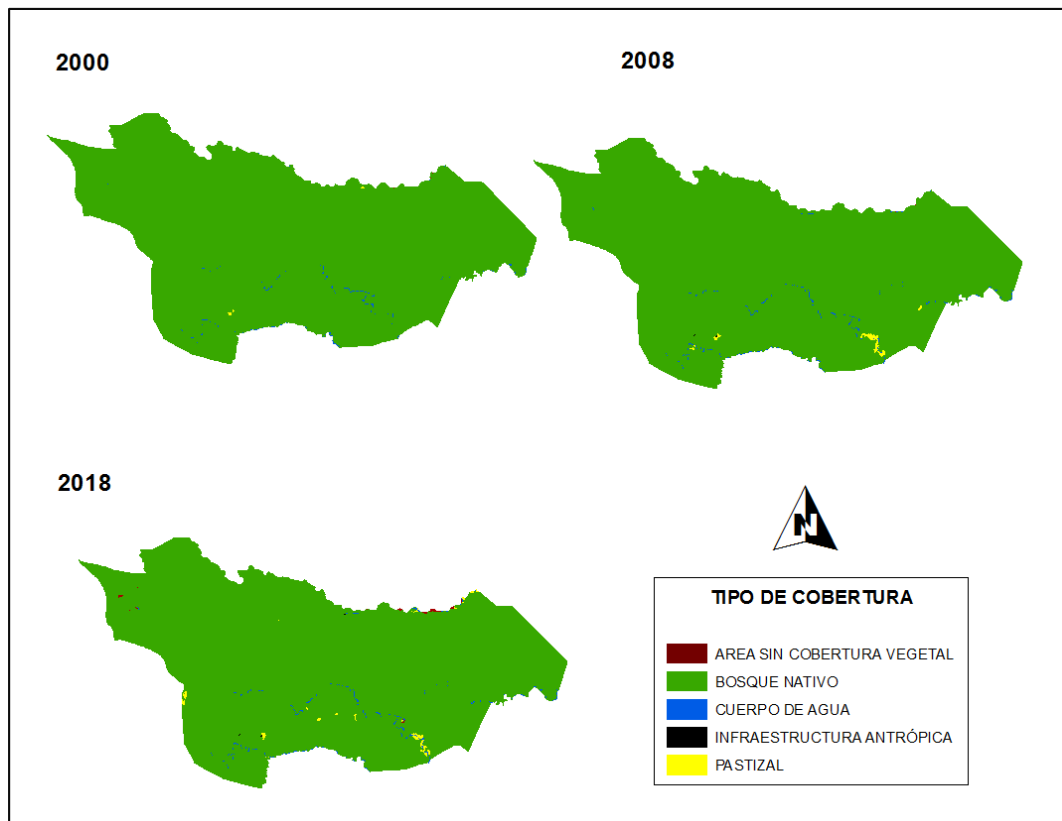 2000
2008
2018
N
TIPO DE COBERTURA
AREA SIN COBERTURA VEGETAL
BOSQUE NATIVO
CUERPO DE AGUA
INFRAESTRUCTURA ANTRÓPICA
PASTIZAL